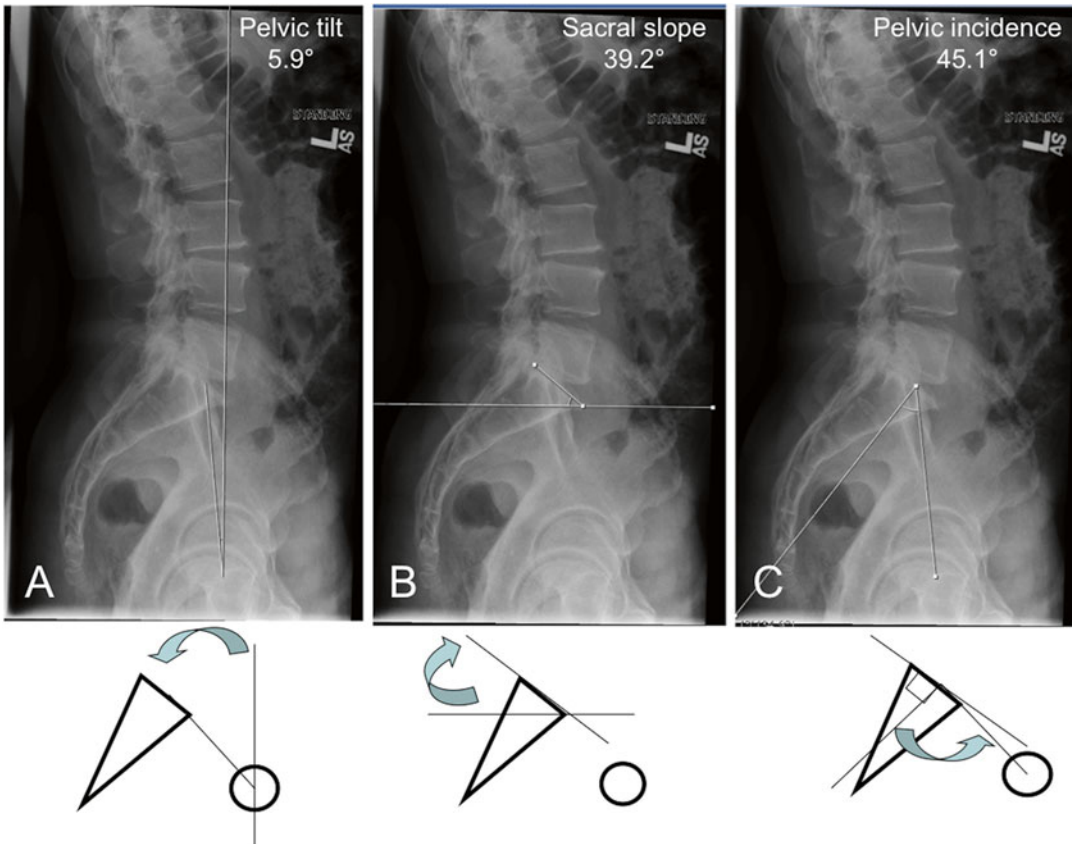 Pelvic tilt
5.9°
STANDING
L
AS
A
Sacral slope
39.2°
STANDING
L
AS
B
Pelvic incidence
45.1°
STANDING
L
AS
C